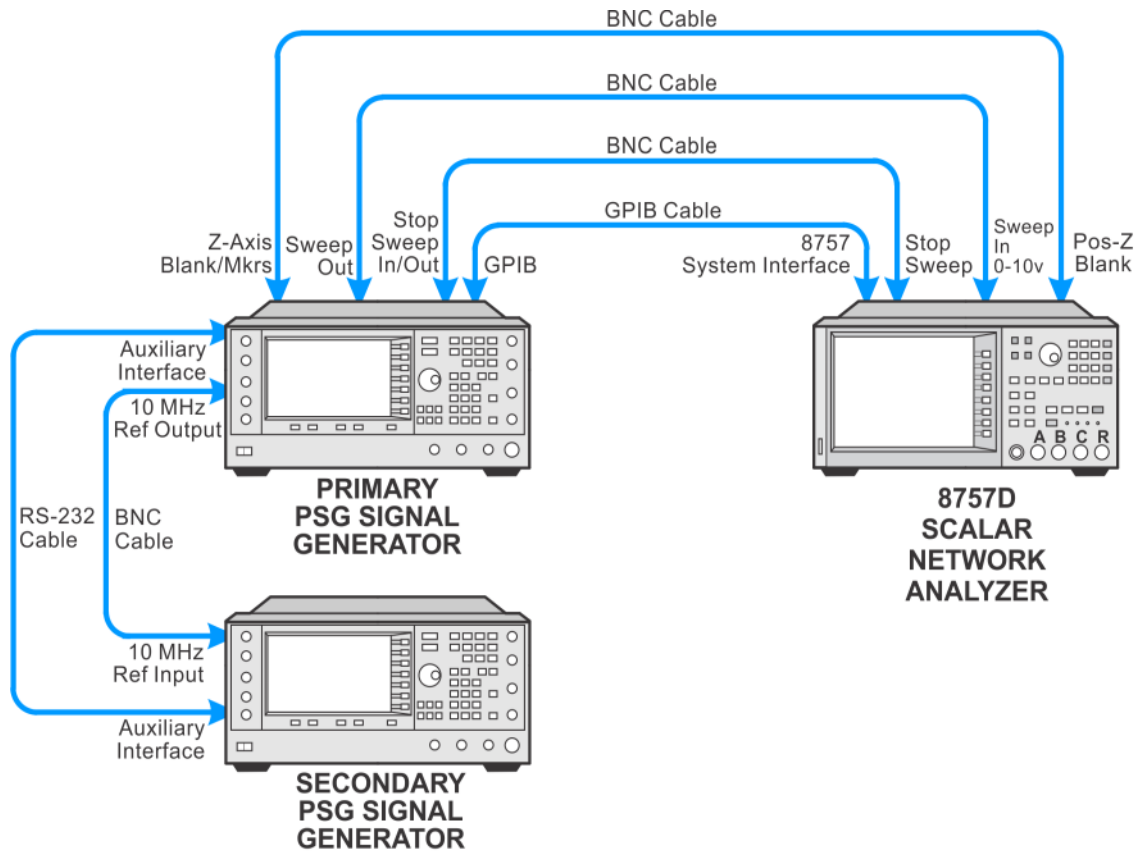 BNC Cable
BNC Cable
BNC Cable
GPIB Cable
Z-Axis
Blank/Mkrs
Sweep
Out
Stop
Sweep
In/Out
GPIB
8757
System Interface
Stop
Sweep
Sweep
In
0-10v
Pos-Z
Blank
Auxiliary
Interface
10 MHz
Ref Output
A B C R
PRIMARY
PSG SIGNAL
GENERATOR
8757D
SCALAR
NETWORK
ANALYZER
RS-232
Cable
BNC
Cable
10 MHz
Ref Input
Auxiliary
Interface
SECONDARY
PSG SIGNAL
GENERATOR